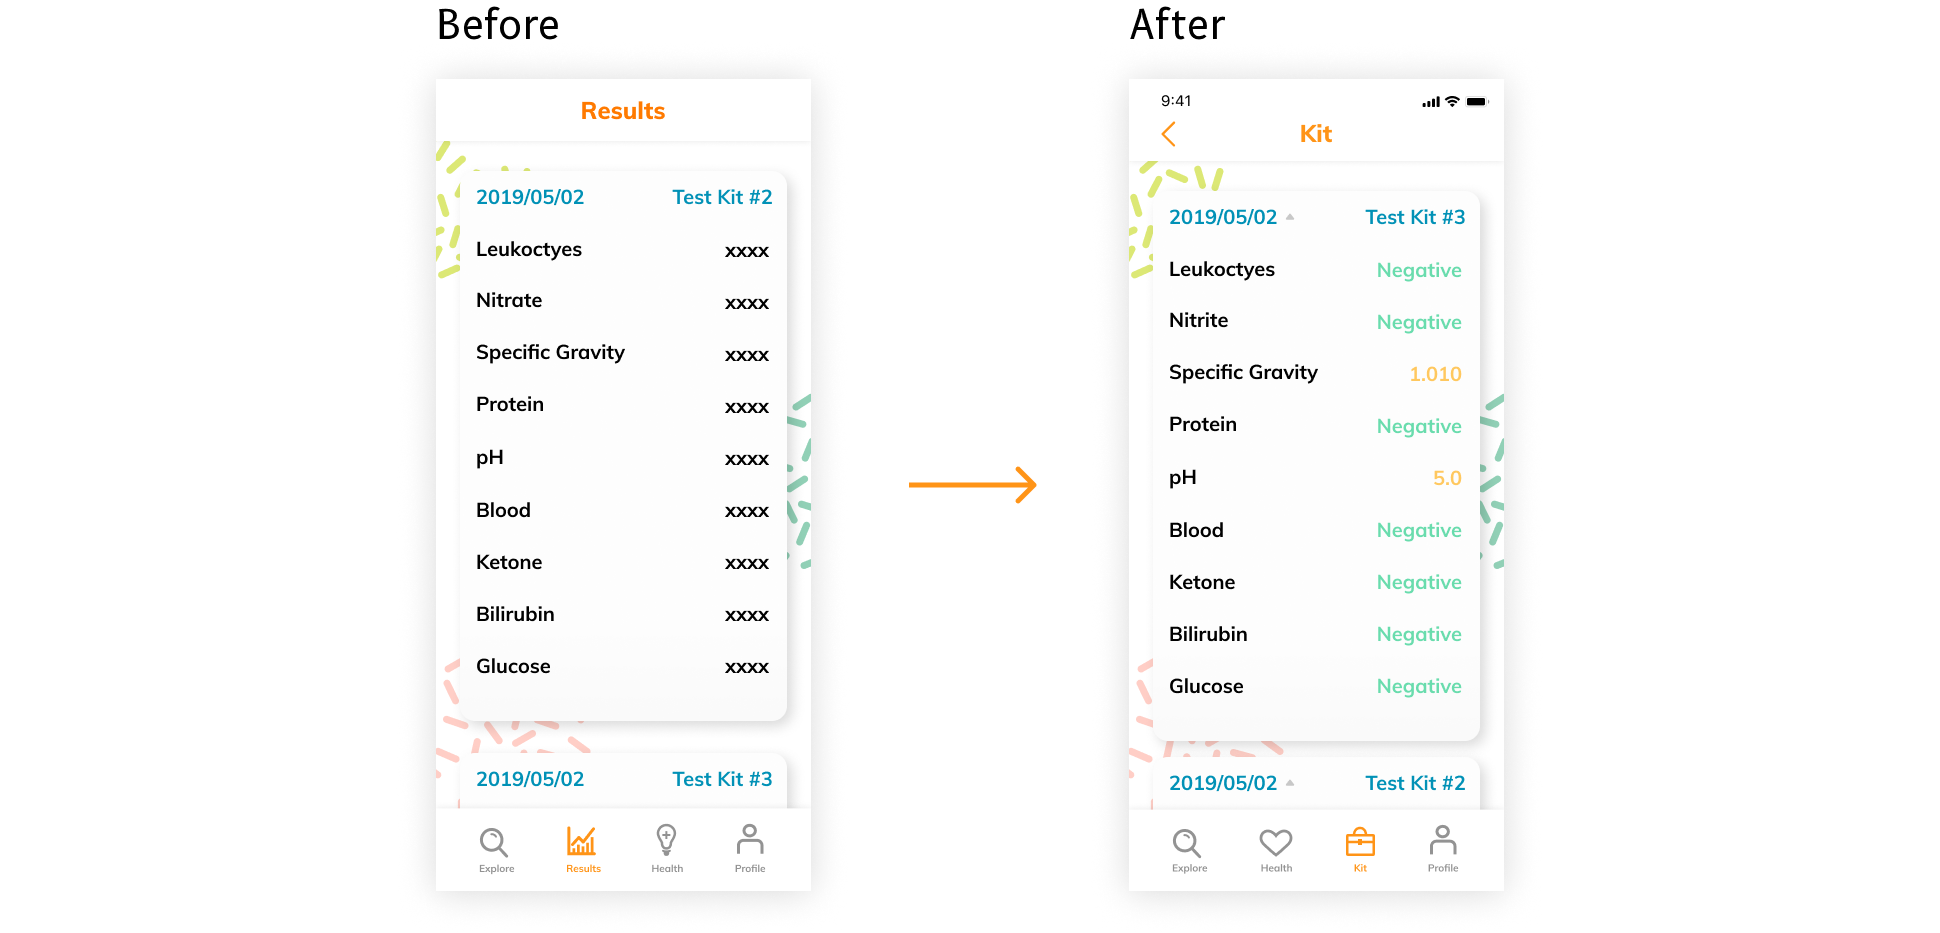 Before
Results
2019/05/02 Test Kit #2
Leukoctyes xxxx
Nitrate xxxx
Specific Gravity xxxx
Protein xxxx
pH xxxx
Blood xxxx
Ketone xxxx
Bilirubin xxxx
Glucose xxxx
2019/05/02 Test Kit #3
Explore Results Health Profile
After
9:41
Kit
2019/05/02 Test Kit #3
Leukoctyes Negative
Nitrite Negative
Specific Gravity 1.010
Protein Negative
pH 5.0
Blood Negative
Ketone Negative
Bilirubin Negative
Glucose Negative
2019/05/02 Test Kit #2
Explore Health Kit Profile